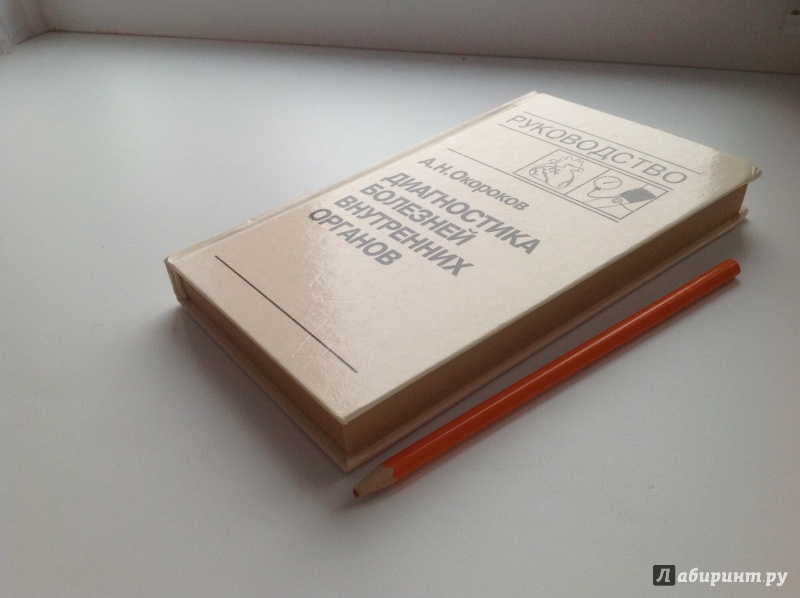 РУКОВОДСТВО
А.Н.Окороков
ДИАГНОСТИКА
БОЛЕЗНЕЙ
ВНУТРЕННИХ
ОРГАНОВ
Лабиринт.ру